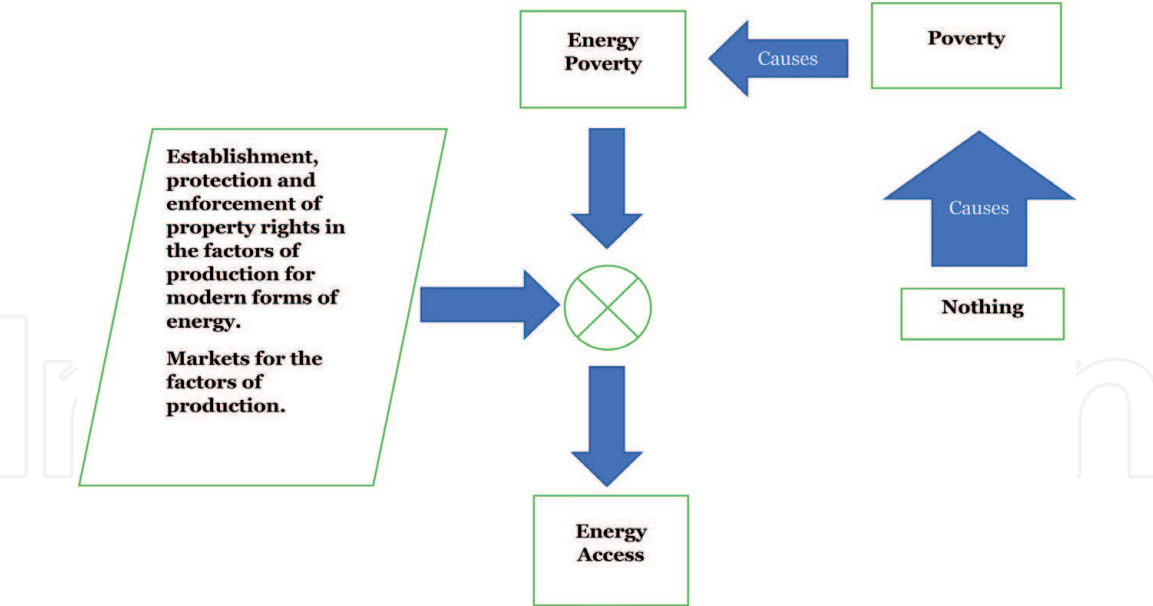 Energy
Poverty
Causes
Poverty
Causes
Nothing
Establishment,
protection and
enforcement of
property rights in
the factors of
production for
modern forms of
energy.
Markets for the
factors of
production.
Energy
Access